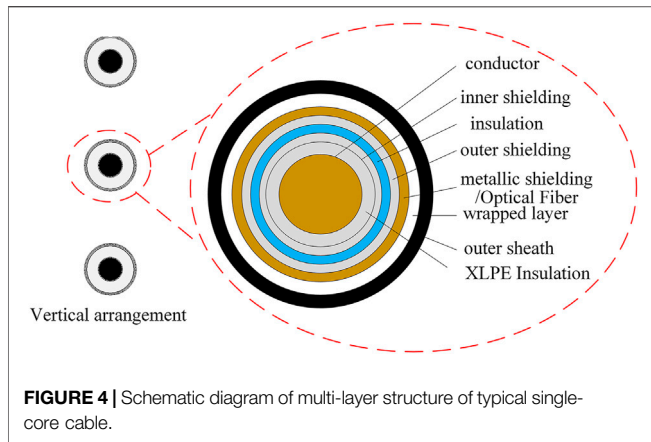 conductor
inner shielding
insulation
outer shielding
metallic shielding
/Optical Fiber
wrapped layer
outer sheath
XLPE Insulation
Vertical arrangement
FIGURE 4 | Schematic diagram of multi-layer structure of typical single-
core cable.